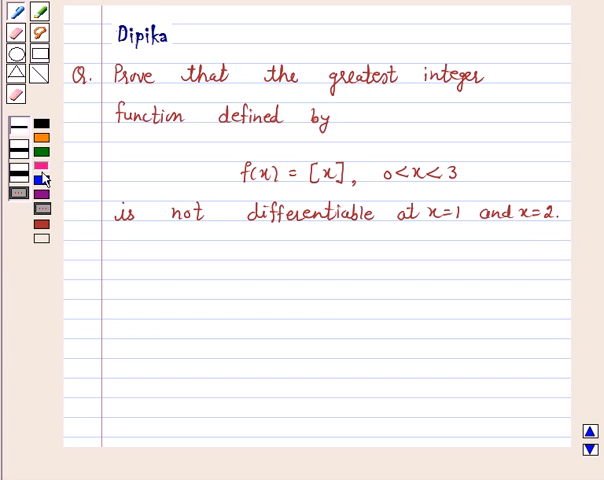 Dipika
Q. Prove that the greatest integer
function defined by
f(x) = [x], 0<x<3
is not differentiable at x=1 and x=2.